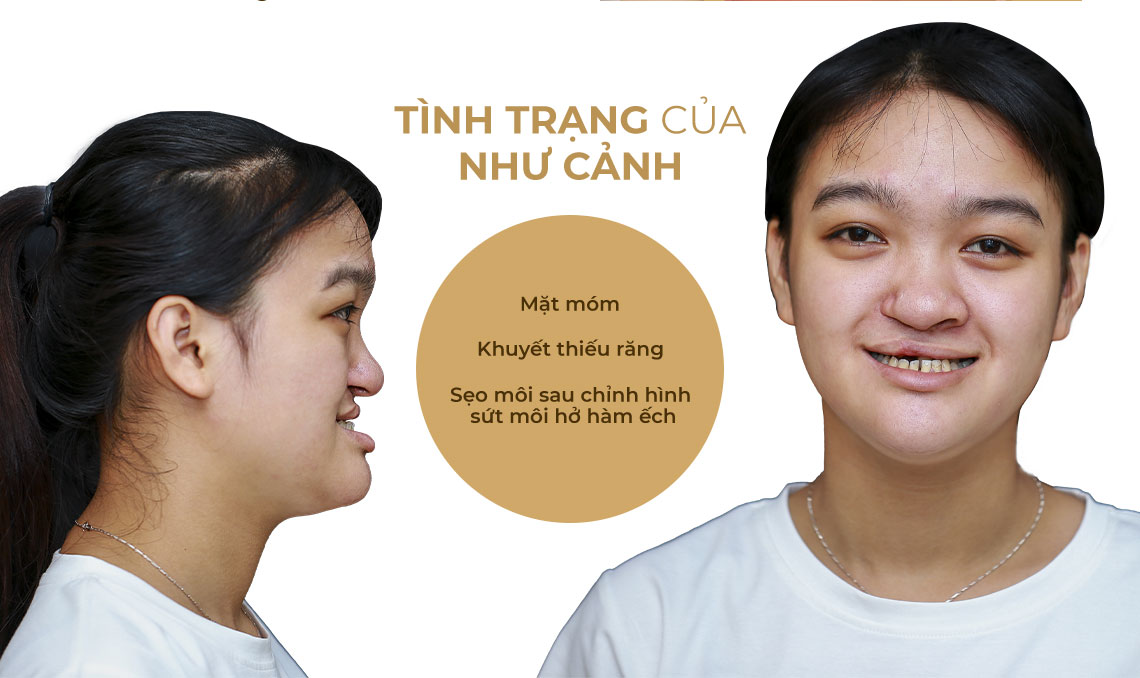 TÌNH TRẠNG CỦA
NHƯ CẢNH
Mặt móm
Khuyết thiếu răng
Sẹo môi sau chỉnh hình
sứt môi hở hàm ếch